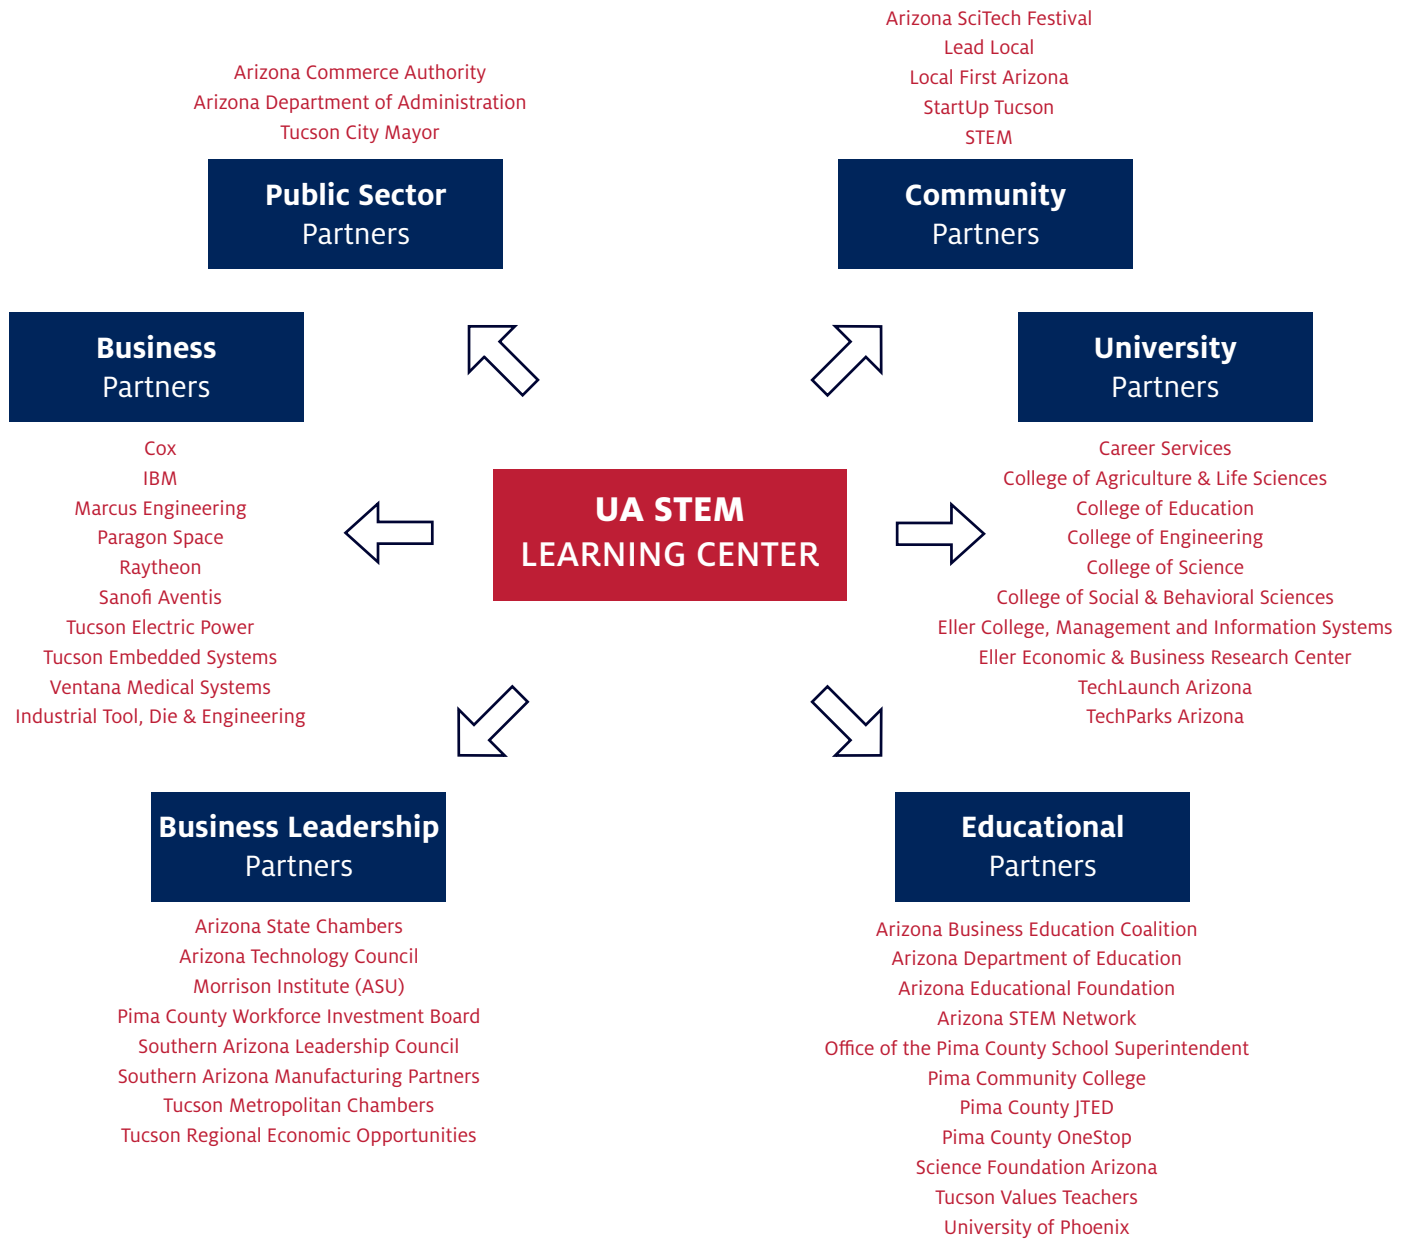 Arizona Commerce Authority
Arizona Department of Administration
Tucson City Mayor
Public Sector
Partners
Arizona SciTech Festival
Lead Local
Local First Arizona
StartUp Tucson
STEM
Community
Partners
Business
Partners
Cox
IBM
Marcus Engineering
Paragon Space
Raytheon
Sanofi Aventis
Tucson Electric Power
Tucson Embedded Systems
Ventana Medical Systems
Industrial Tool, Die & Engineering
UA STEM
LEARNING CENTER
University
Partners
Career Services
College of Agriculture & Life Sciences
College of Education
College of Engineering
College of Science
College of Social & Behavioral Sciences
Eller College, Management and Information Systems
Eller Economic & Business Research Center
TechLaunch Arizona
TechParks Arizona
Business Leadership
Partners
Arizona State Chambers
Arizona Technology Council
Morrison Institute (ASU)
Pima County Workforce Investment Board
Southern Arizona Leadership Council
Southern Arizona Manufacturing Partners
Tucson Metropolitan Chambers
Tucson Regional Economic Opportunities
Educational
Partners
Arizona Business Education Coalition
Arizona Department of Education
Arizona Educational Foundation
Arizona STEM Network
Office of the Pima County School Superintendent
Pima Community College
Pima County JTED
Pima County OneStop
Science Foundation Arizona
Tucson Values Teachers
University of Phoenix